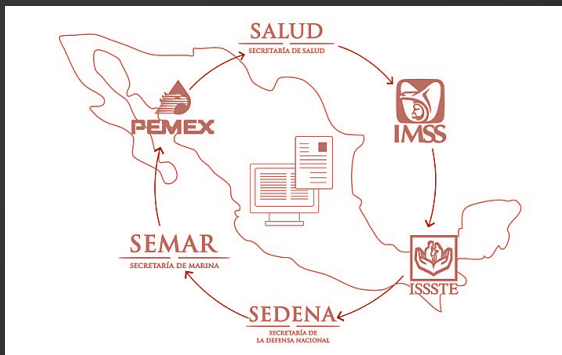 SALUD
SECRETARÍA DE SALUD
PEMEX
IMSS
SEMAR
SECRETARÍA DE MARINA
ISSSTE
SEDENA
SECRETARÍA DE
LA DEFENSA NACIONAL